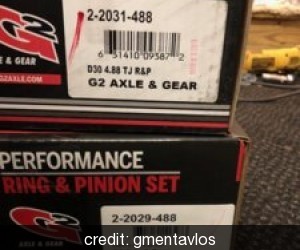 2-2031-488
G2
6 51410 09587 2
& GEAR
D30 4.88 TJ R&P
G2AXLE.COM
G2 AXLE & GEAR
PERFORMANCE
RING & PINION SET
G2
2-2029-488
credit: gmentavlos